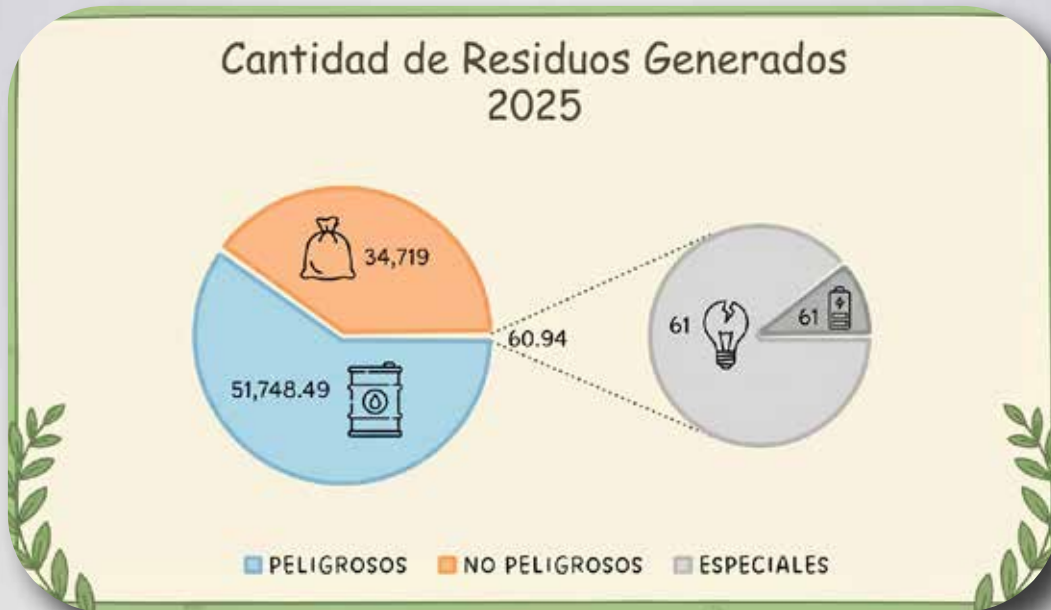 Cantidad de Residuos Generados
2025
34,719
60.94
51,748.49
61
61
PELIGROSOS
NO PELIGROSOS
ESPECIALES